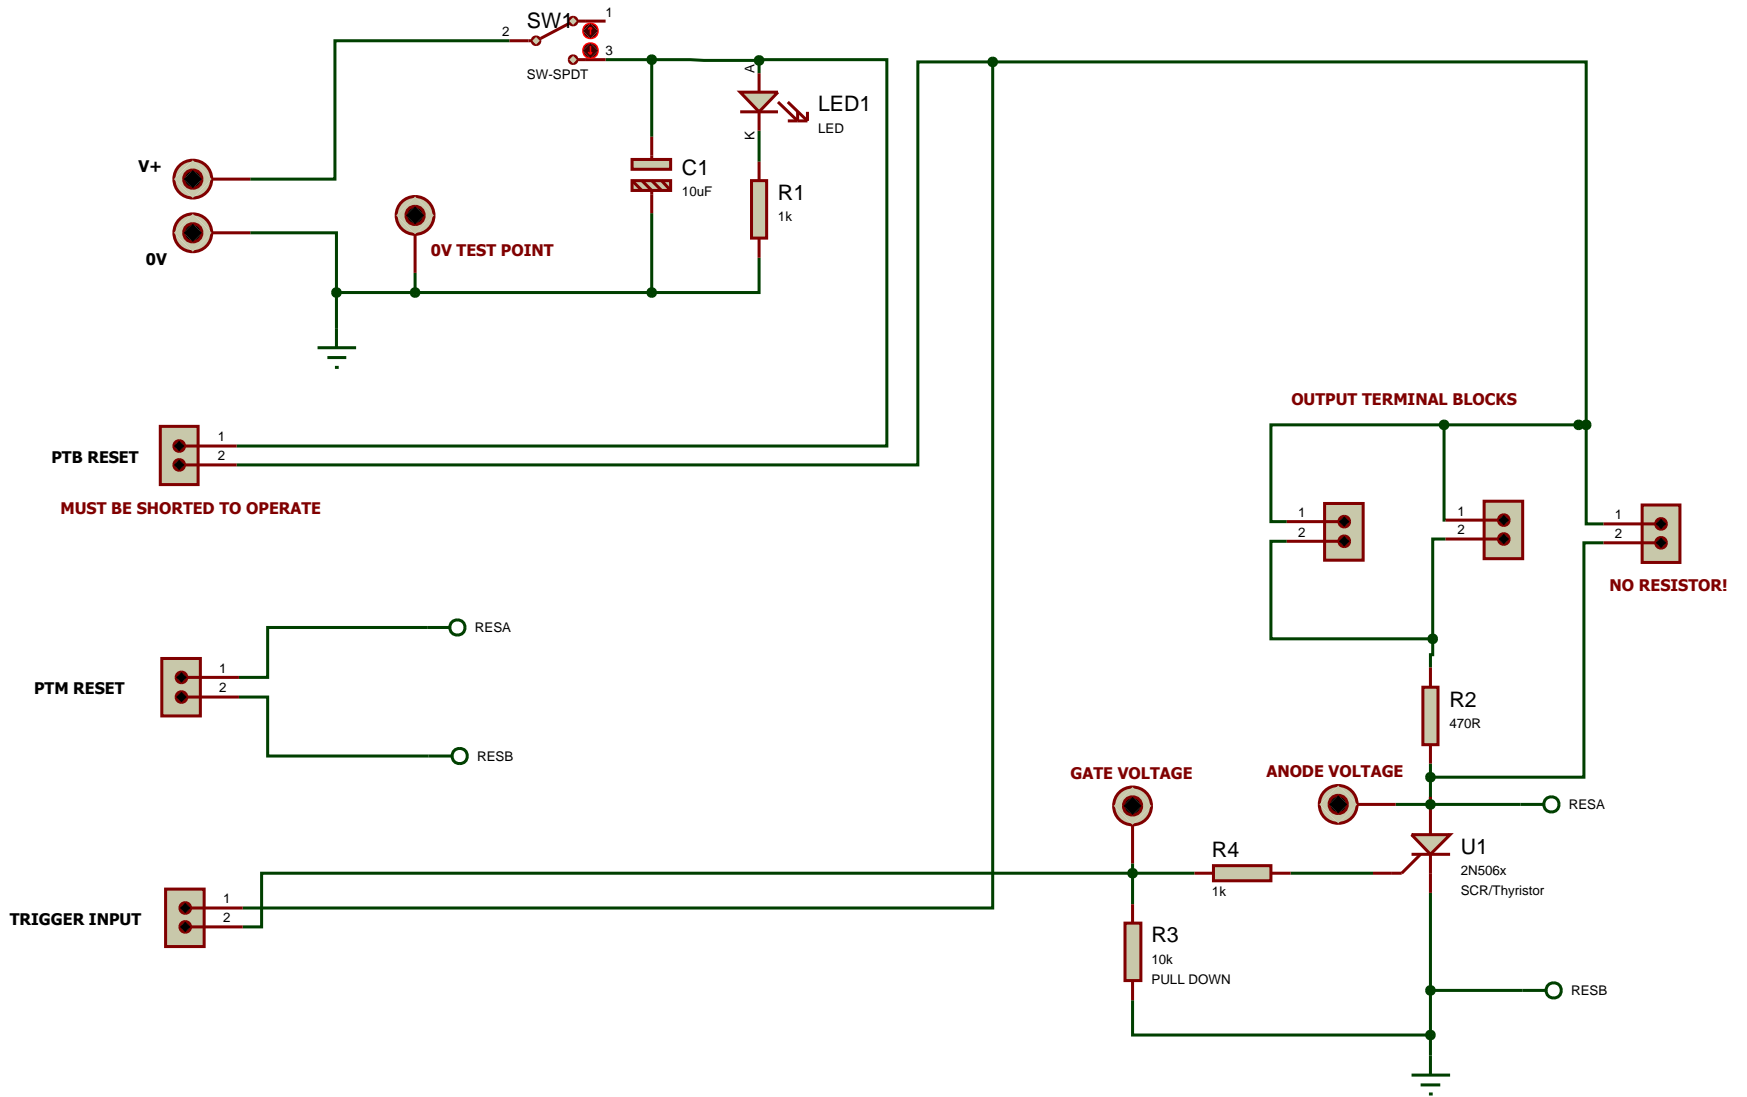 SW1
1
2
3
SW-SPDT
A
K
LED1
LED
V+
0V
C1
10uF
R1
1k
0V TEST POINT
PTB RESET
1
2
MUST BE SHORTED TO OPERATE
OUTPUT TERMINAL BLOCKS
1
2
1
2
1
2
NO RESISTOR!
PTM RESET
1
2
RESA
RESB
R2
470R
GATE VOLTAGE
ANODE VOLTAGE
RESA
R4
1k
U1
2N506x
SCR/Thyristor
TRIGGER INPUT
1
2
R3
10k
PULL DOWN
RESB